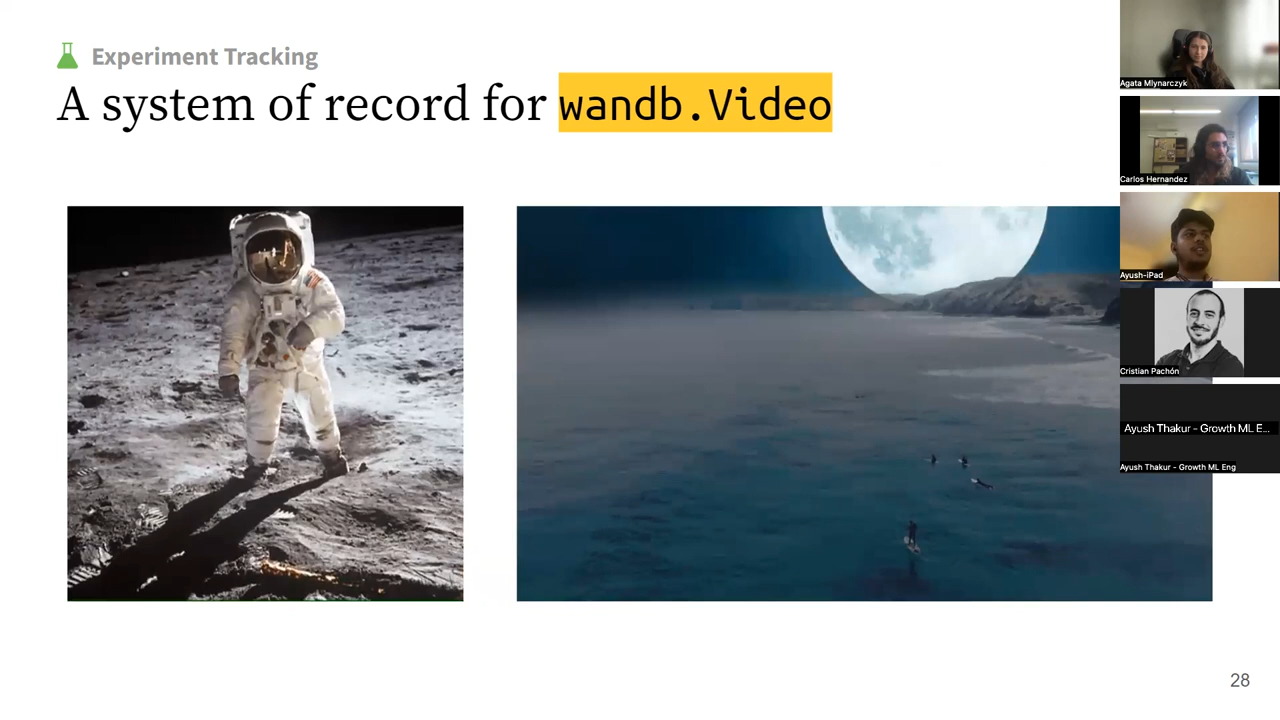 Experiment Tracking
A system of record for wandb.Video
Agata Mlynarczyk
Carlos Hernandez
Ayush-iPad
Cristian Pachón
Ayush Thakur - Growth ML E...
Ayush Thakur - Growth ML Eng
28